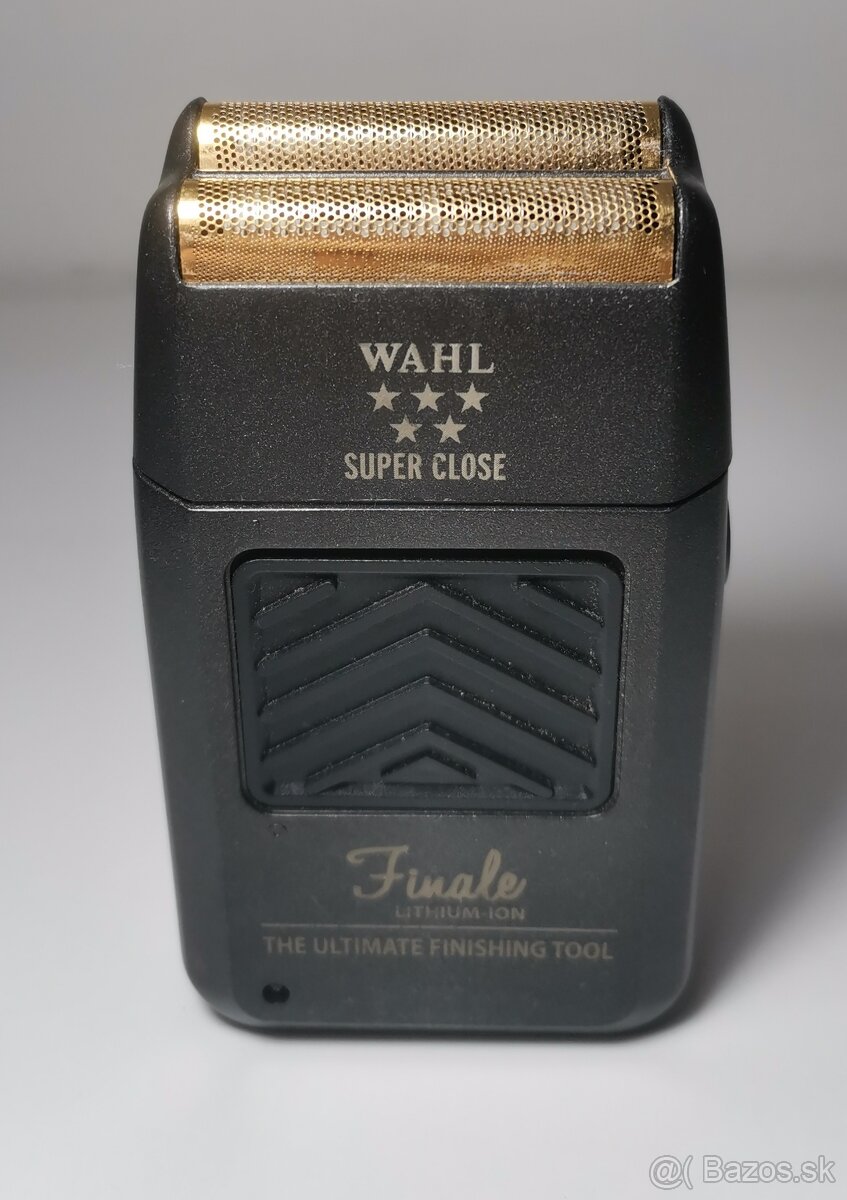 WAHL
SUPER CLOSE
Finale
LITHIUM-ION
THE ULTIMATE FINISHING TOOL
@( Bazos.sk